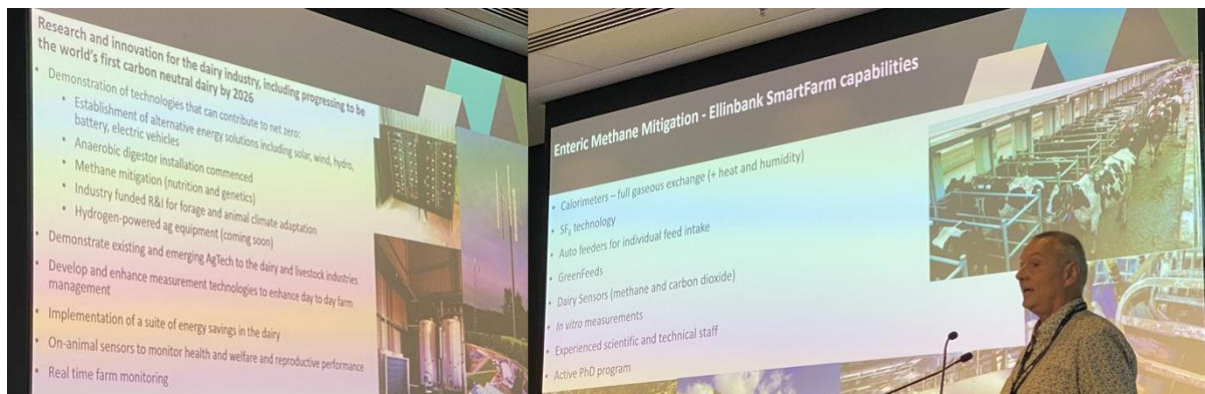 Research and innovation for the dairy industry, including progressing to be
the world's first carbon neutral dairy by 2026
• Demonstration of technologies that can contribute to net zero:
• Establishment of alternative energy solutions including solar, wind, hydro,
battery, electric vehicles
• Anaerobic digestor installation commenced
• Methane mitigation (nutrition and genetics)
• Industry funded R&I for forage and animal climate adaptation
• Hydrogen-powered ag equipment (coming soon)
• Demonstrate existing and emerging AgTech to the dairy and livestock industries
• Develop and enhance measurement technologies to enhance day to day farm
management
• Implementation of a suite of energy savings in the dairy
• On-animal sensors to monitor health and welfare and reproductive performance
• Real time farm monitoring
Enteric Methane Mitigation - Ellinbank SmartFarm capabilities
• Calorimeters – full gaseous exchange (+ heat and humidity)
• SF₆ technology
• Auto feeders for individual feed intake
• GreenFeeds
• Dairy Sensors (methane and carbon dioxide)
• In vitro measurements
• Experienced scientific and technical staff
• Active PhD program